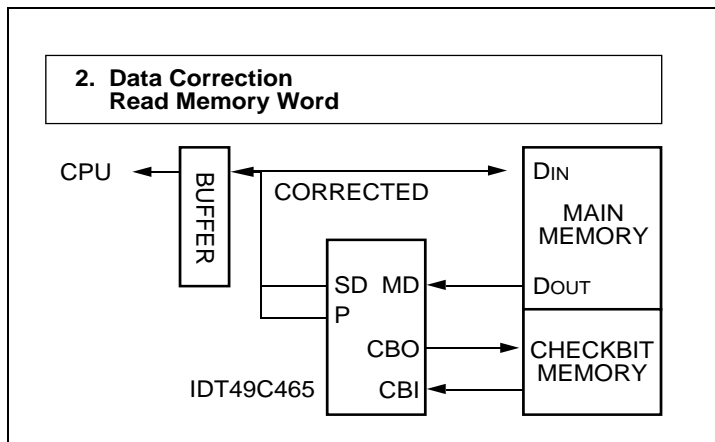 2. Data Correction
Read Memory Word
CPU
BUFFER
CORRECTED
DIN
MAIN
MEMORY
SD
MD
DOUT
P
CBO
CHECKBIT
MEMORY
IDT49C465
CBI